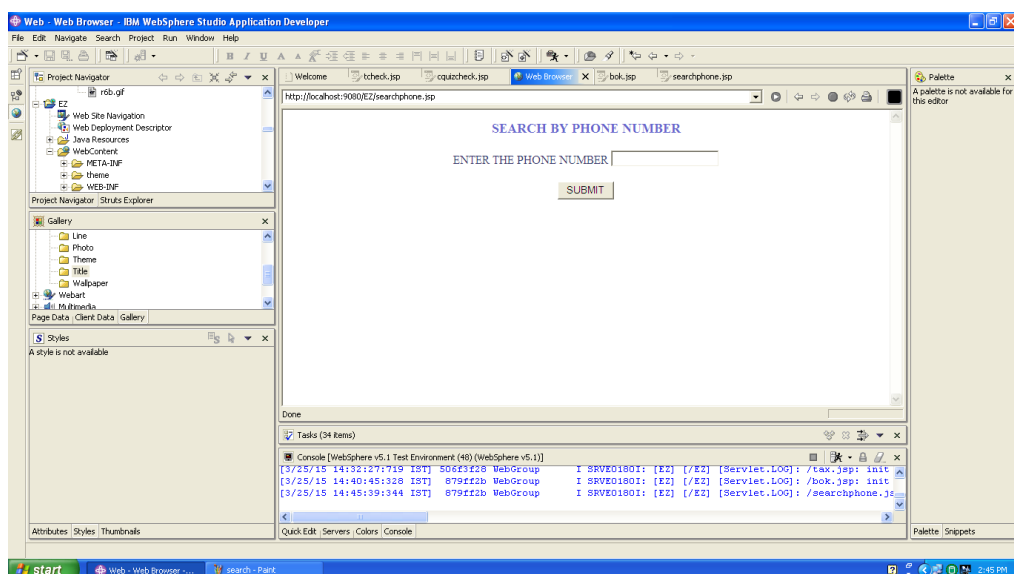 Web - Web Browser - IBM WebSphere Studio Application Developer
File Edit Navigate Search Project Run Window Help
Project Navigator
r6b.gif
EZ
Web Site Navigation
Web Deployment Descriptor
Java Resources
WebContent
META-INF
theme
WEB-INF
Project Navigator Struts Explorer
Gallery
Line
Photo
Theme
Title
Wallpaper
Webart
Multimedia
Page Data Client Data Gallery
Styles
A style is not available
Attributes Styles Thumbnails
Welcome tcheck.jsp cquizcheck.jsp Web Browser bok.jsp searchphone.jsp
http://localhost:9080/EZ/searchphone.jsp
SEARCH BY PHONE NUMBER
ENTER THE PHONE NUMBER
SUBMIT
Done
Tasks (34 items)
Console [WebSphere v5.1 Test Environment (48) (WebSphere v5.1)]
[3/25/15 14:32:27:719 IST] 506f3f28 WebGroup I SRVE0180I: [EZ] [/EZ] [Servlet.LOG]: /tax.jsp: init
[3/25/15 14:40:45:328 IST] 879ff2b WebGroup I SRVE0180I: [EZ] [/EZ] [Servlet.LOG]: /bok.jsp: init
[3/25/15 14:45:39:344 IST] 879ff2b WebGroup I SRVE0180I: [EZ] [/EZ] [Servlet.LOG]: /searchphone.js
Quick Edit Servers Colors Console
Palette
A palette is not available for
this editor
Palette Snippets
start Web - Web Browser -... search - Paint 2:45 PM